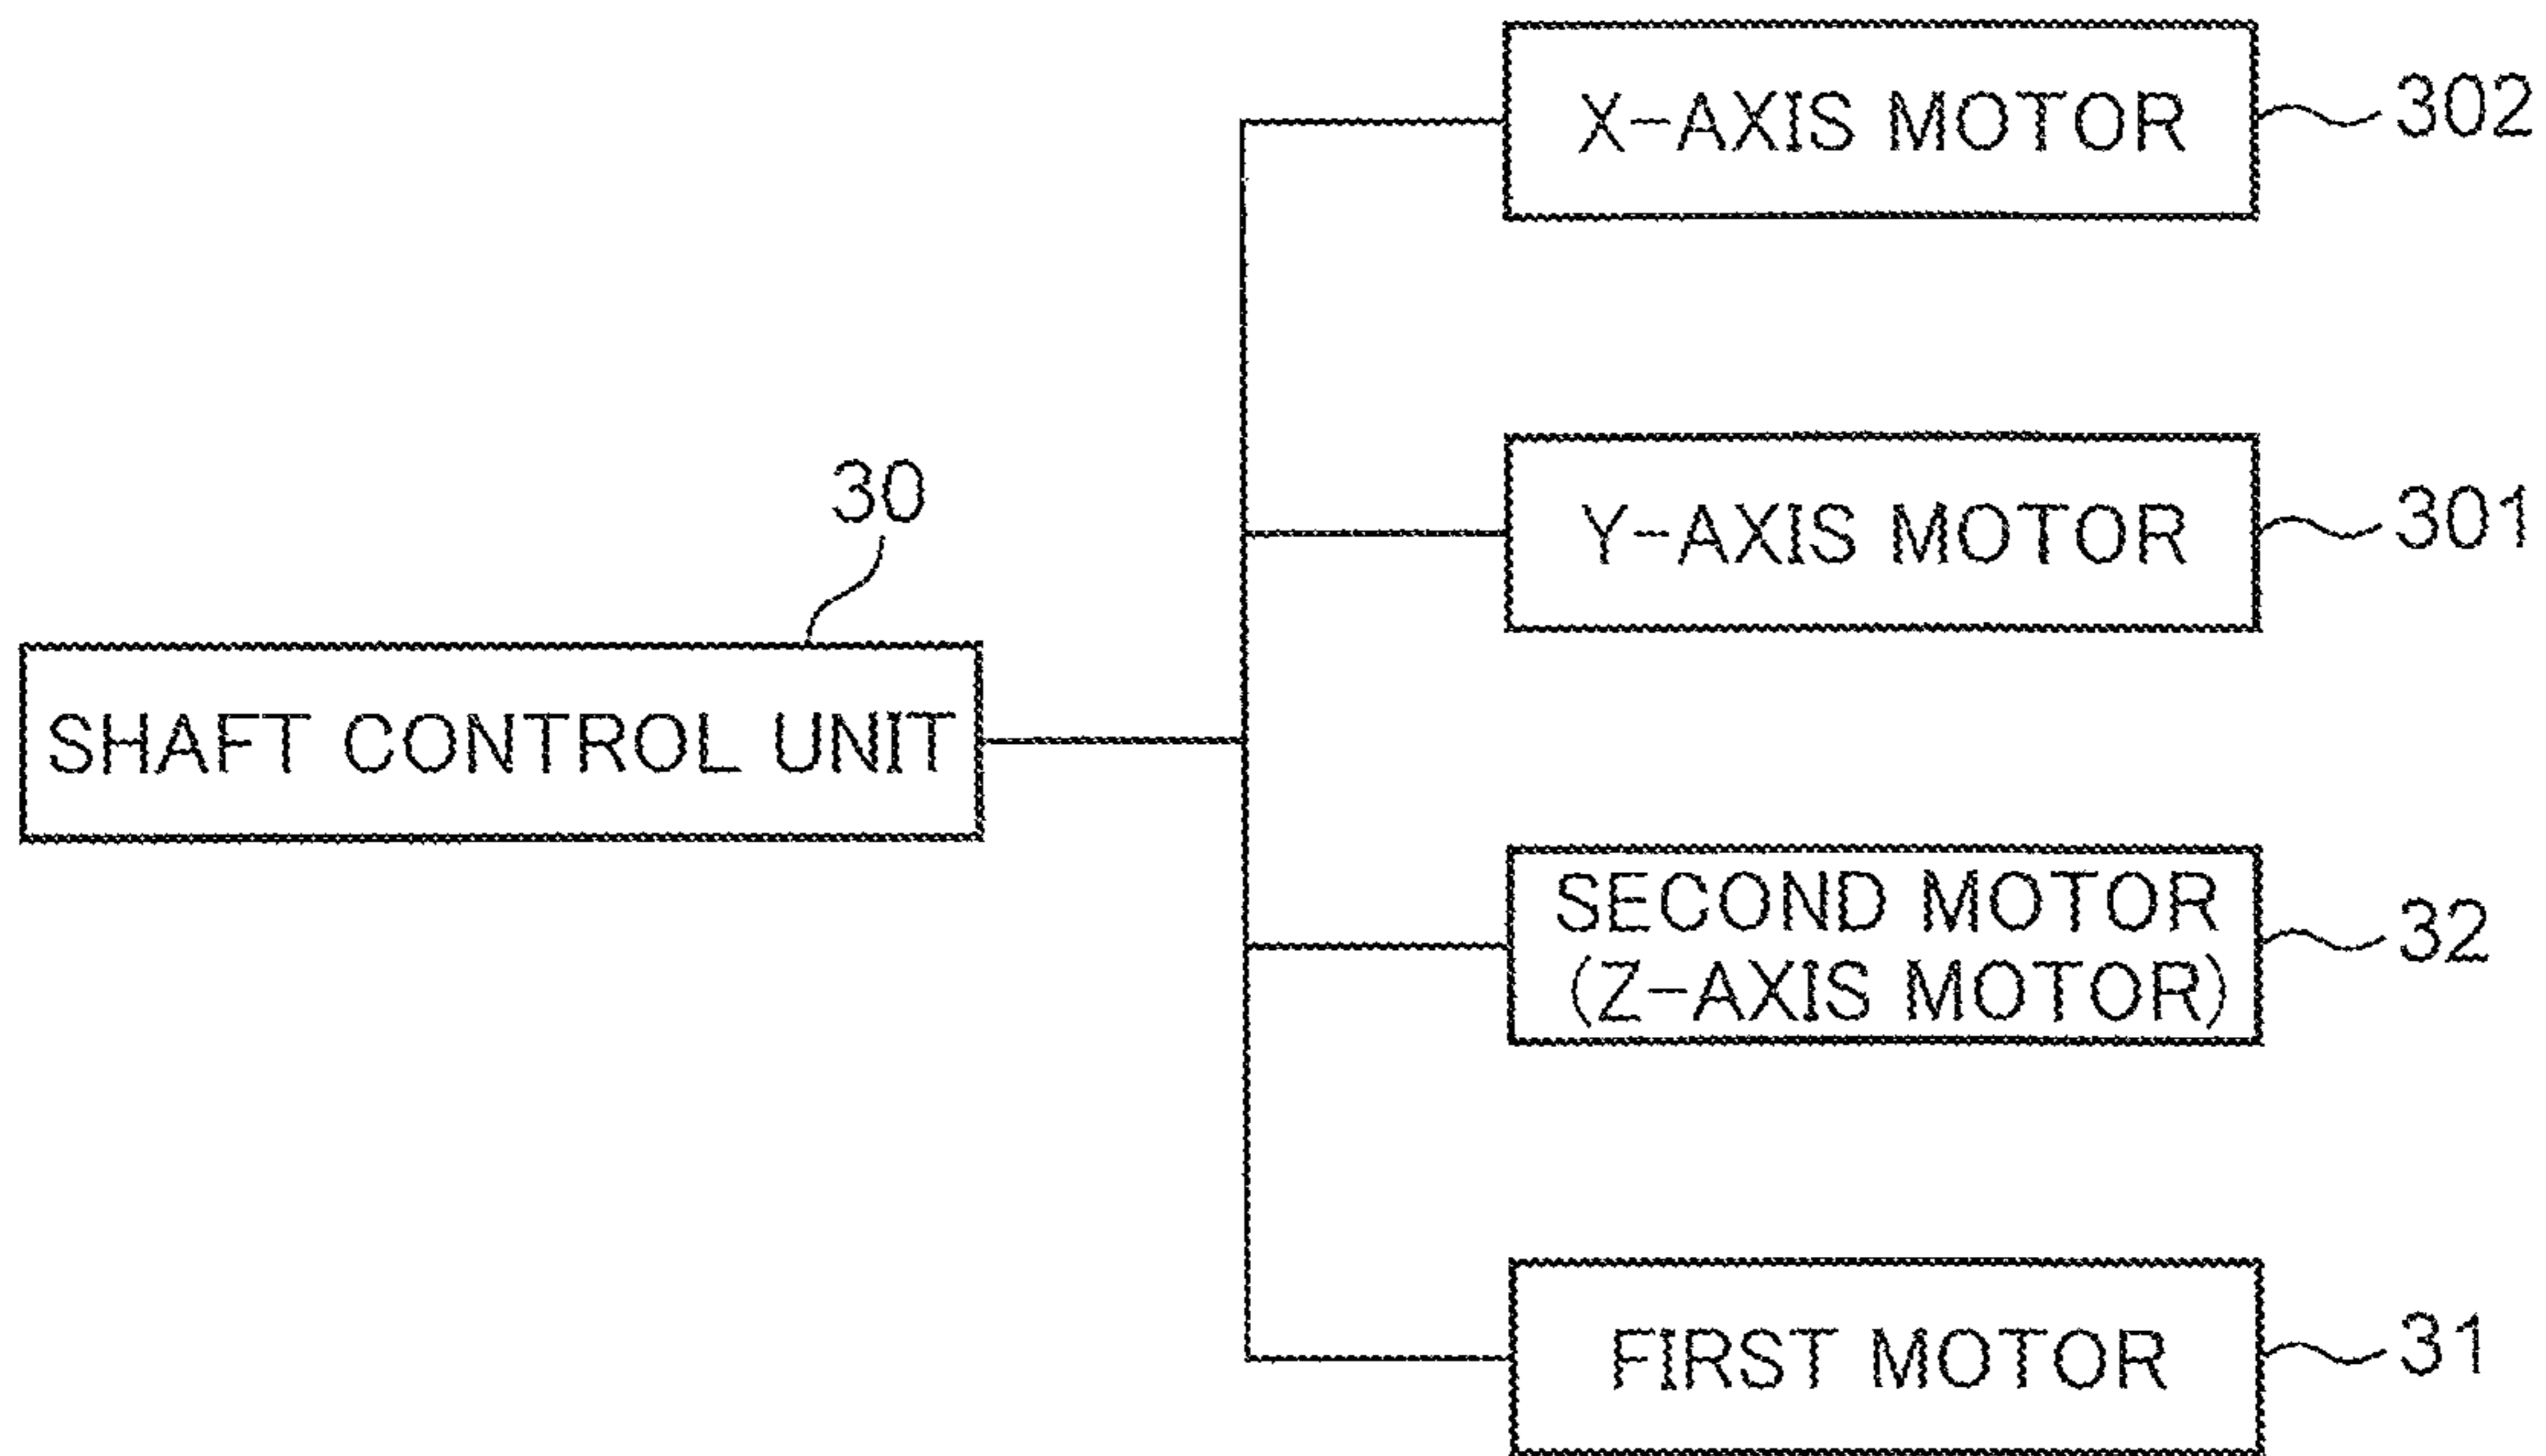 X-AXIS MOTOR
302
Y-AXIS MOTOR
301
30
SHAFT CONTROL UNIT
SECOND MOTOR
(Z-AXIS MOTOR)
32
FIRST MOTOR
31